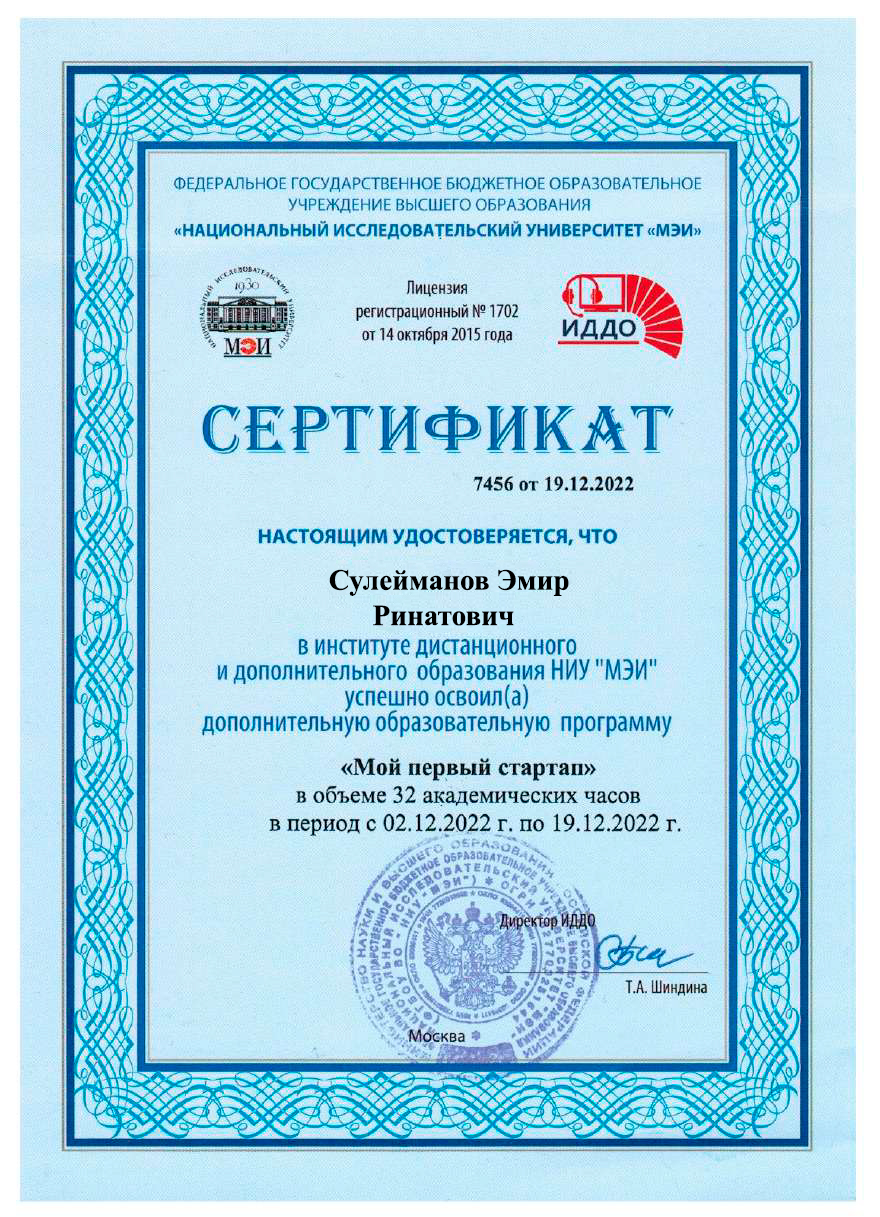 ФЕДЕРАЛЬНОЕ ГОСУДАРСТВЕННОЕ БЮДЖЕТНОЕ ОБРАЗОВАТЕЛЬНОЕ
УЧРЕЖДЕНИЕ ВЫСШЕГО ОБРАЗОВАНИЯ
«НАЦИОНАЛЬНЫЙ ИССЛЕДОВАТЕЛЬСКИЙ УНИВЕРСИТЕТ «МЭИ»
НАЦИОНАЛЬНЫЙ ИССЛЕДОВАТЕЛЬСКИЙ УНИВЕРСИТЕТ
1930
МЭИ
Лицензия
регистрационный № 1702
от 14 октября 2015 года
ИДДО
СЕРТИФИКАТ
7456 от 19.12.2022
НАСТОЯЩИМ УДОСТОВЕРЯЕТСЯ, ЧТО
Сулейманов Эмир
Ринатович
в институте дистанционного
и дополнительного образования НИУ "МЭИ"
успешно освоил(а)
дополнительную образовательную программу
«Мой первый стартап»
в объеме 32 академических часов
в период с 02.12.2022 г. по 19.12.2022 г.
Директор ИДДО
Т.А. Шиндина
Москва